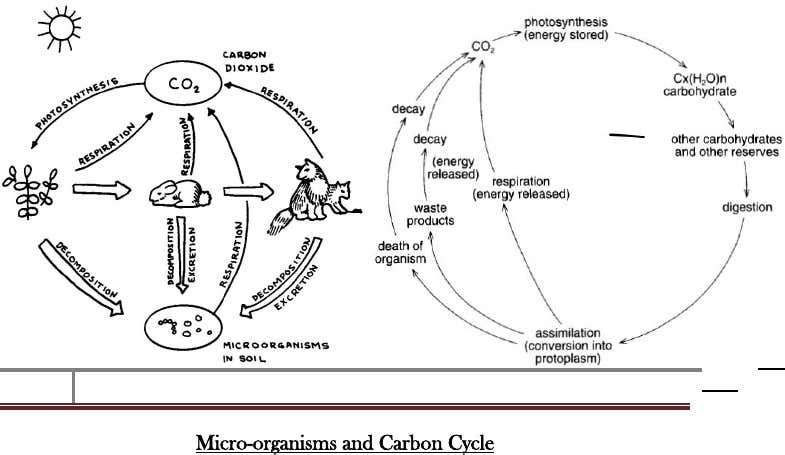 CARBON
DIOXIDE
CO₂
PHOTOSYNTHESIS
RESPIRATION
RESPIRATION
RESPIRATION
DECOMPOSITION
DECOMPOSITION
EXCRETION
RESPIRATION
DECOMPOSITION
EXCRETION
MICROORGANISMS
IN SOIL
photosynthesis
(energy stored)
CO₂
Cx(H₂O)n
carbohydrate
decay
decay
other carbohydrates
and other reserves
(energy
released)
respiration
(energy released)
waste
products
digestion
death of
organism
assimilation
(conversion into
protoplasm)
Micro-organisms and Carbon Cycle